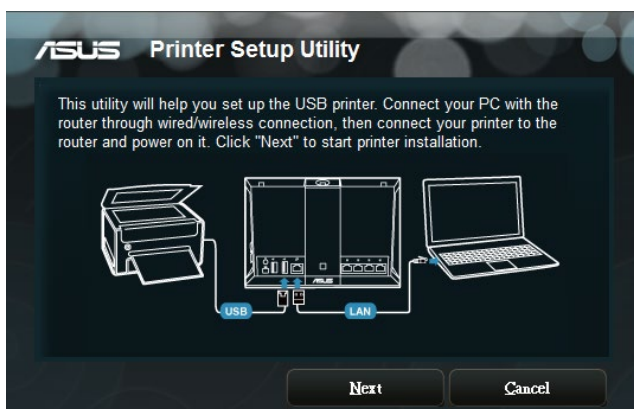 ASUS Printer Setup Utility
This utility will help you set up the USB printer. Connect your PC with the
router through wired/wireless connection, then connect your printer to the
router and power on it. Click "Next" to start printer installation.
ASUS
USB
LAN
Next
Cancel